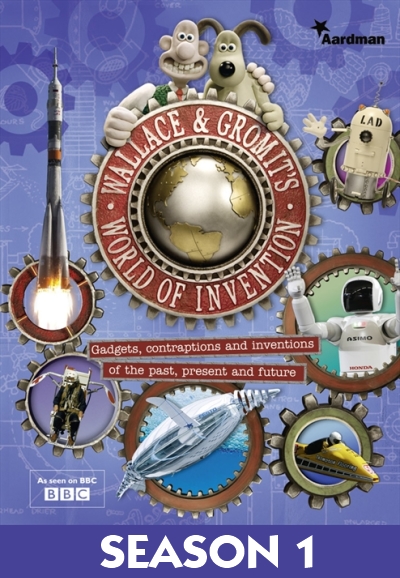 Aardman
WALLACE & GROMIT'S
WORLD OF INVENTION
LAD
ASIMO
HONDA
Gadgets, contraptions and inventions
of the past, present and future
As seen on BBC
BBC
SEASON 1